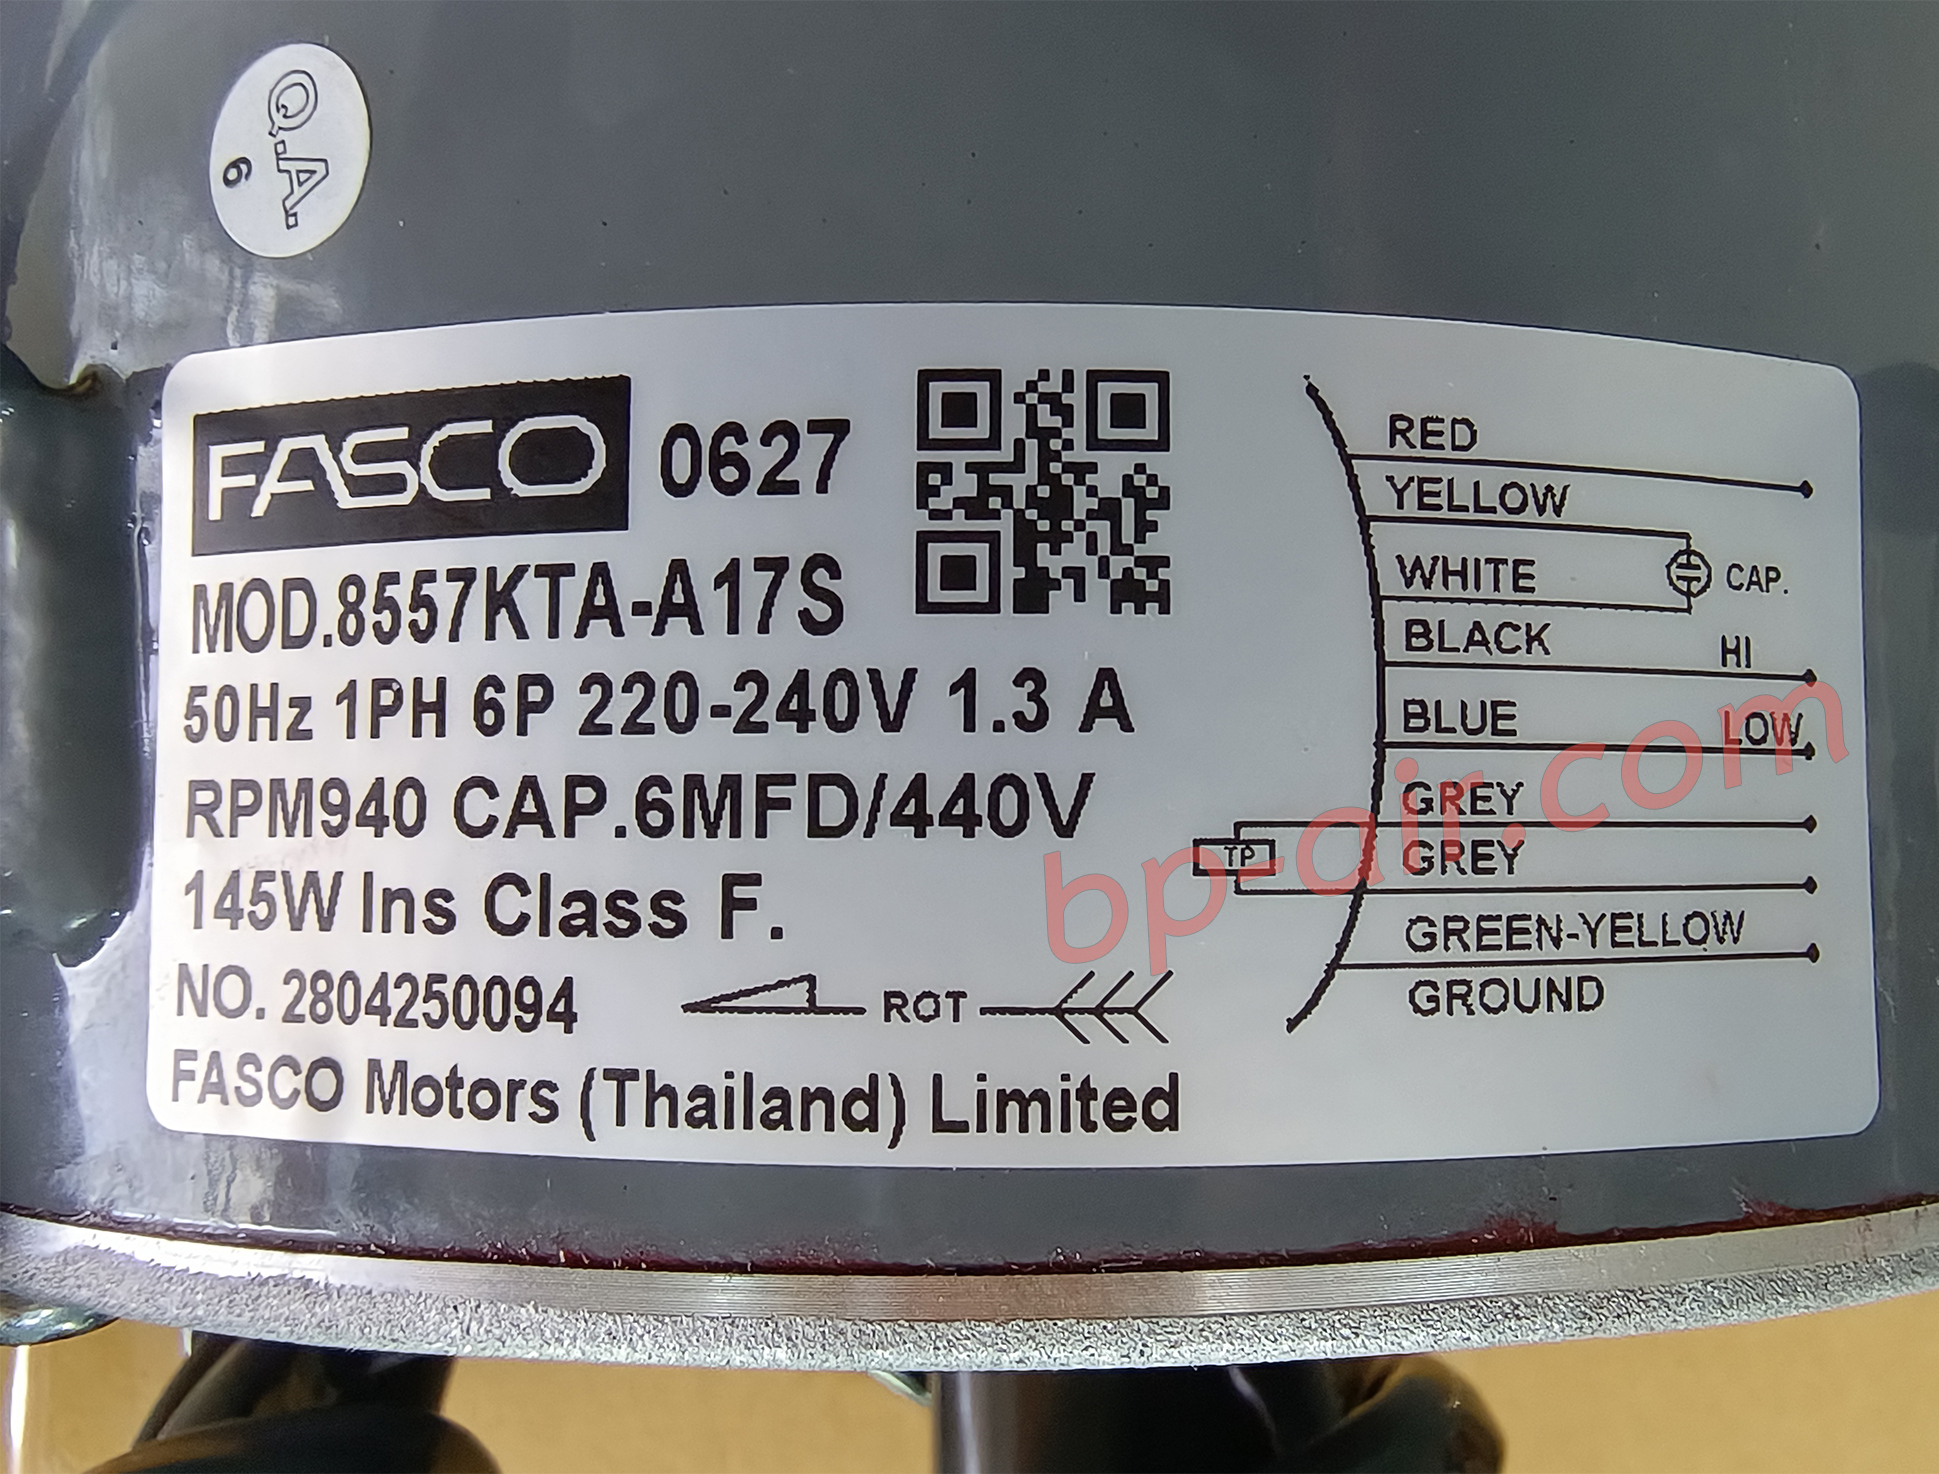 Q.A.
6
FASCO 0627
MOD.8557KTA-A17S
50Hz 1PH 6P 220-240V 1.3 A
RPM940 CAP.6MFD/440V
145W Ins Class F.
NO. 2804250094
ROT
FASCO Motors (Thailand) Limited
RED
YELLOW
WHITE
CAP.
BLACK HI
BLUE LOW
GREY
TP
GREY
GREEN-YELLOW
GROUND
bp-air.com